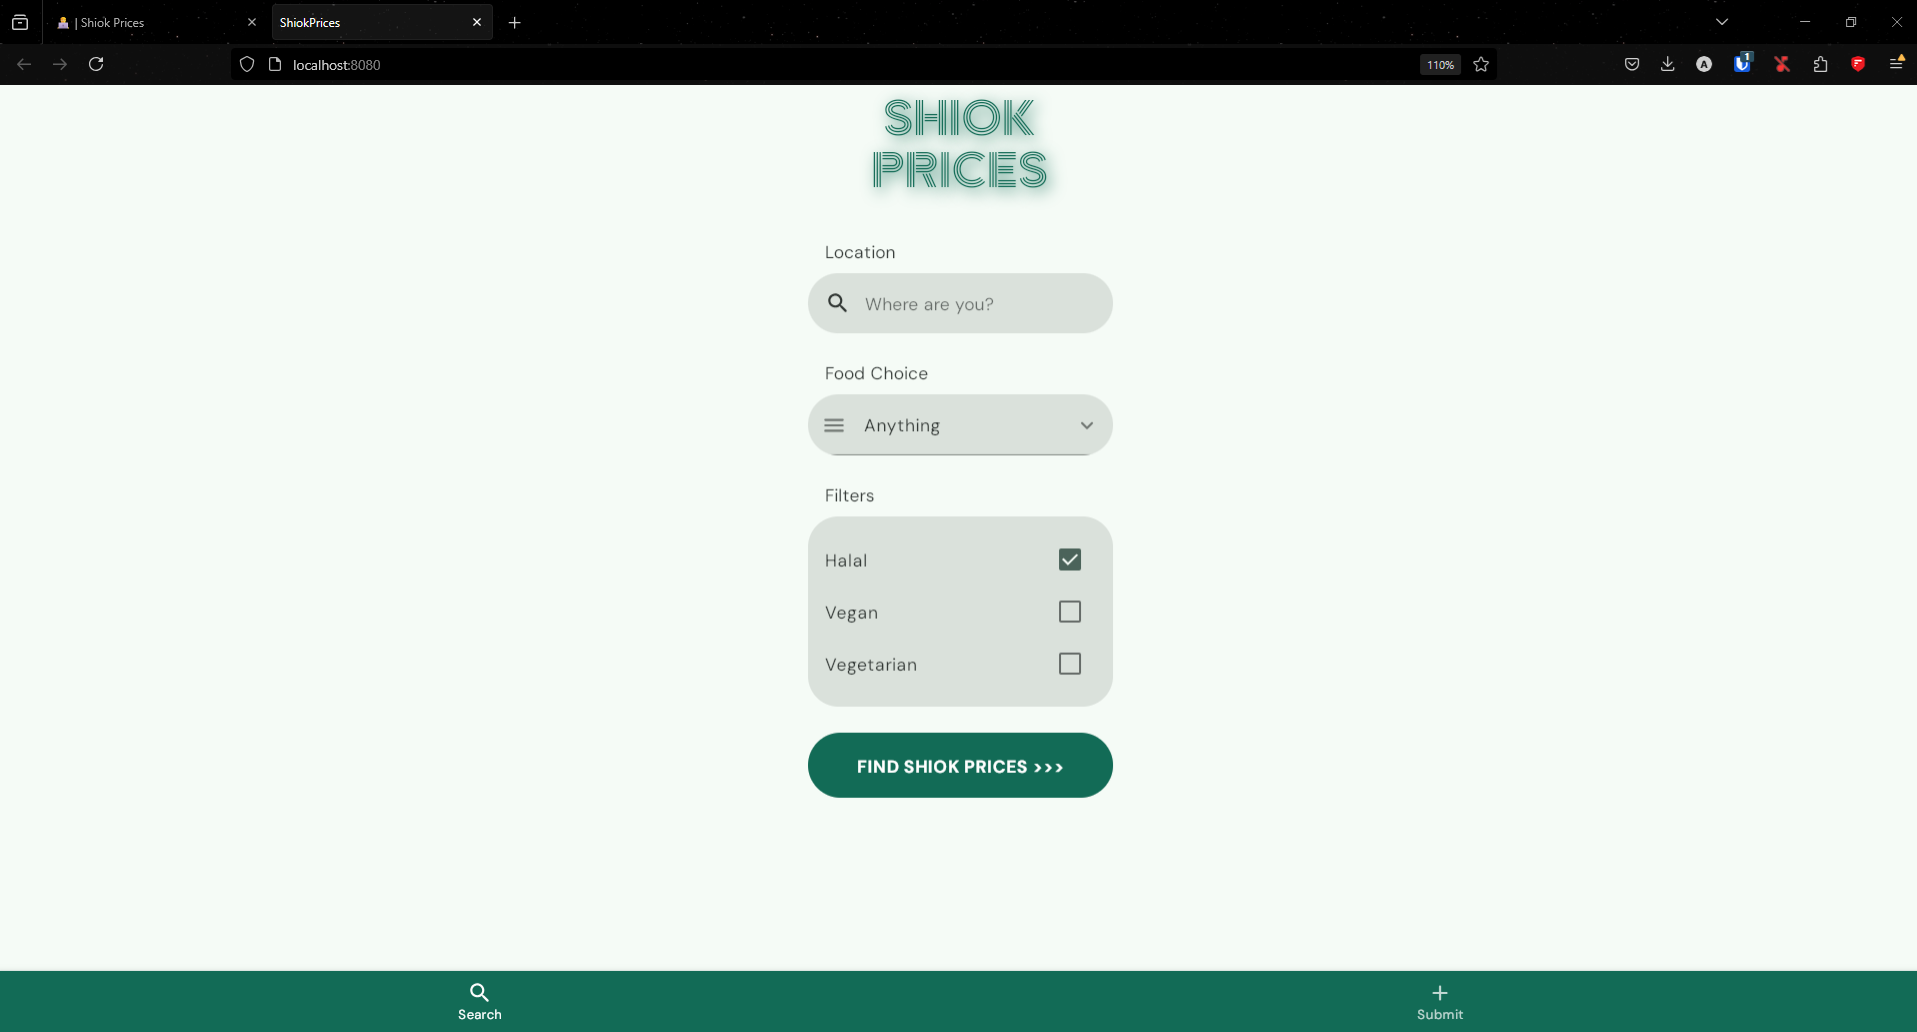 | Shiok Prices
ShiokPrices
localhost:8080
110%
1
SHIOK
PRICES
Location
Where are you?
Food Choice
Anything
Filters
Halal
Vegan
Vegetarian
FIND SHIOK PRICES >>>
Search
Submit